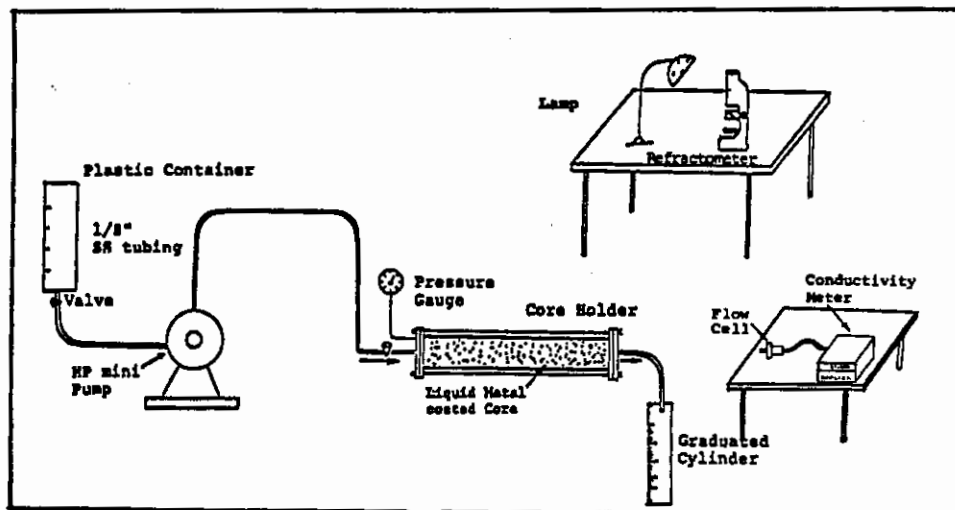 Lamp
Refractometer
Plastic Container
1/8"
SS tubing
Valve
HP mini
Pump
Pressure
Gauge
Core Holder
Liquid Metal
coated Core
Graduated
Cylinder
Conductivity
Meter
Flow
Cell